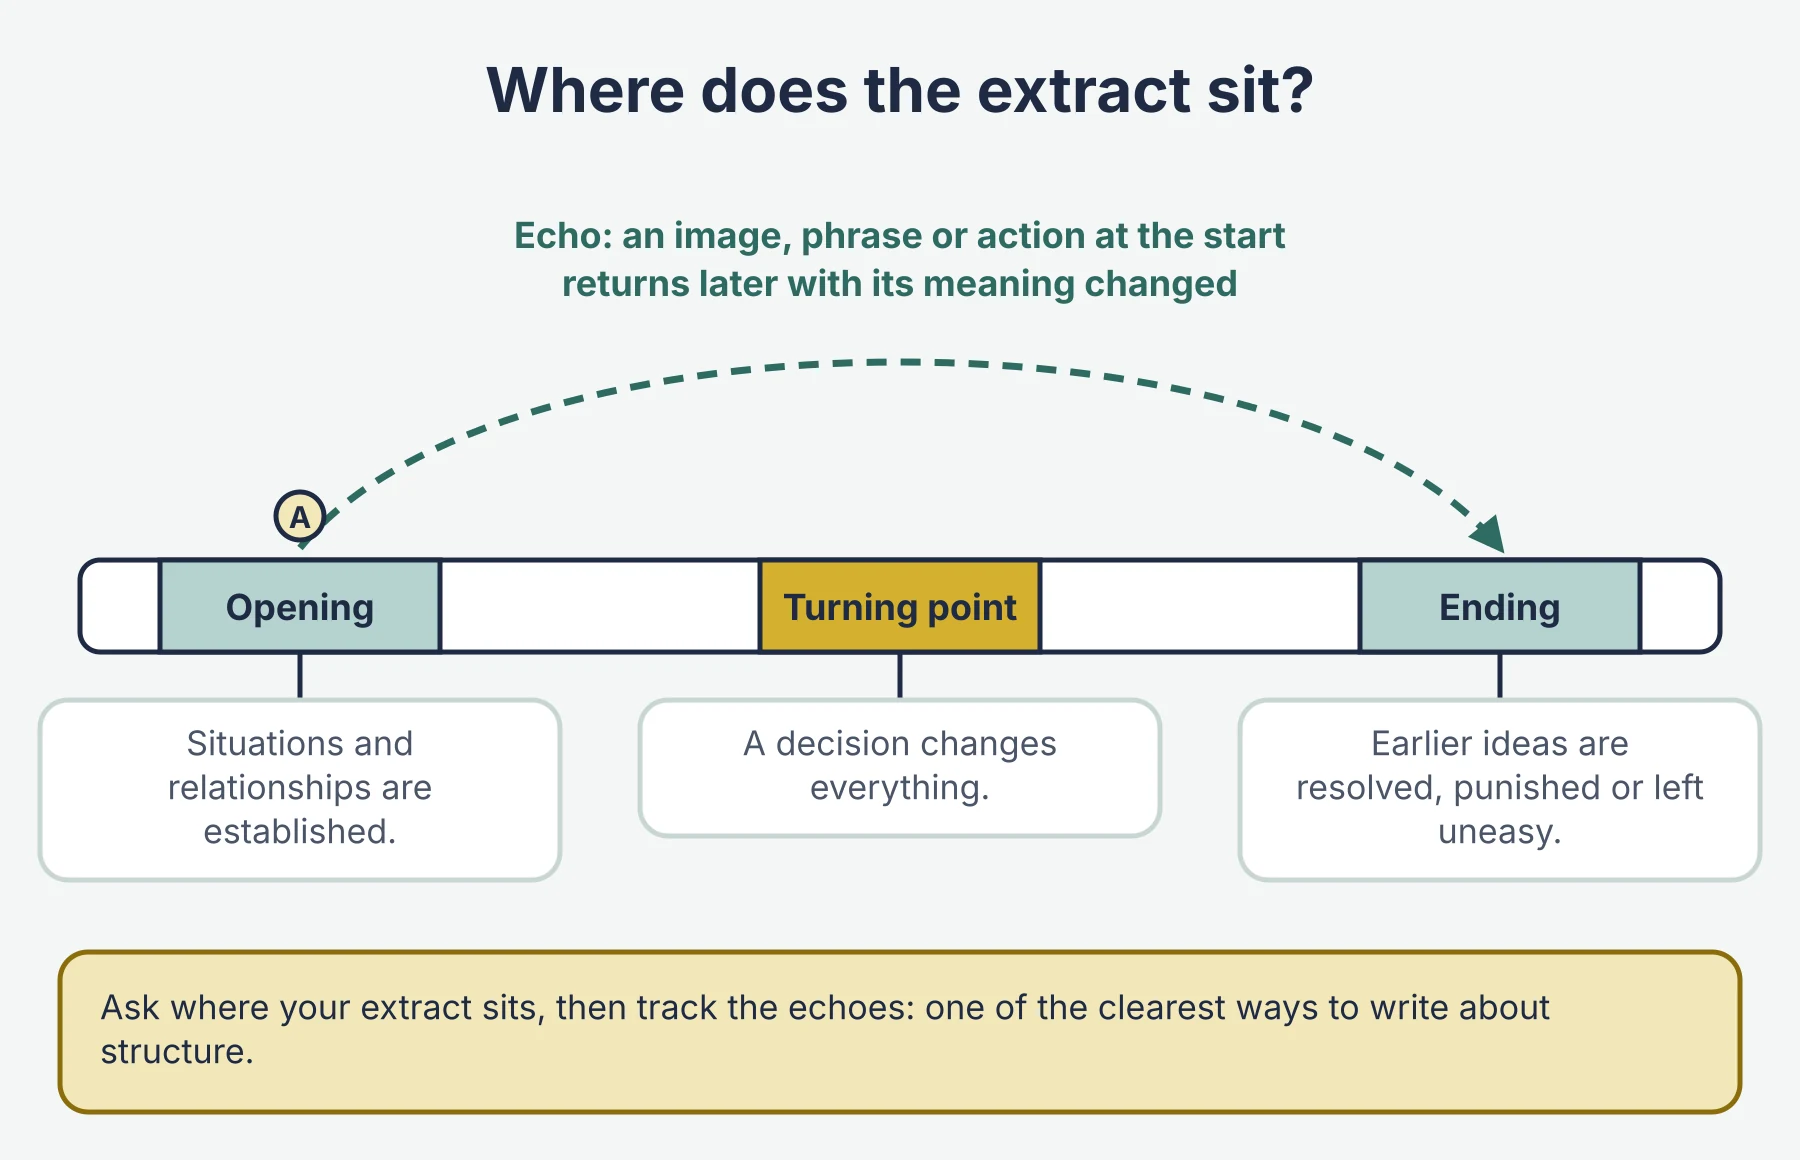 Where does the extract sit?
Echo: an image, phrase or action at the start
returns later with its meaning changed
A
Opening
Turning point
Ending
Situations and
relationships are
established.
A decision changes
everything.
Earlier ideas are
resolved, punished or left
uneasy.
Ask where your extract sits, then track the echoes: one of the clearest ways to write about
structure.